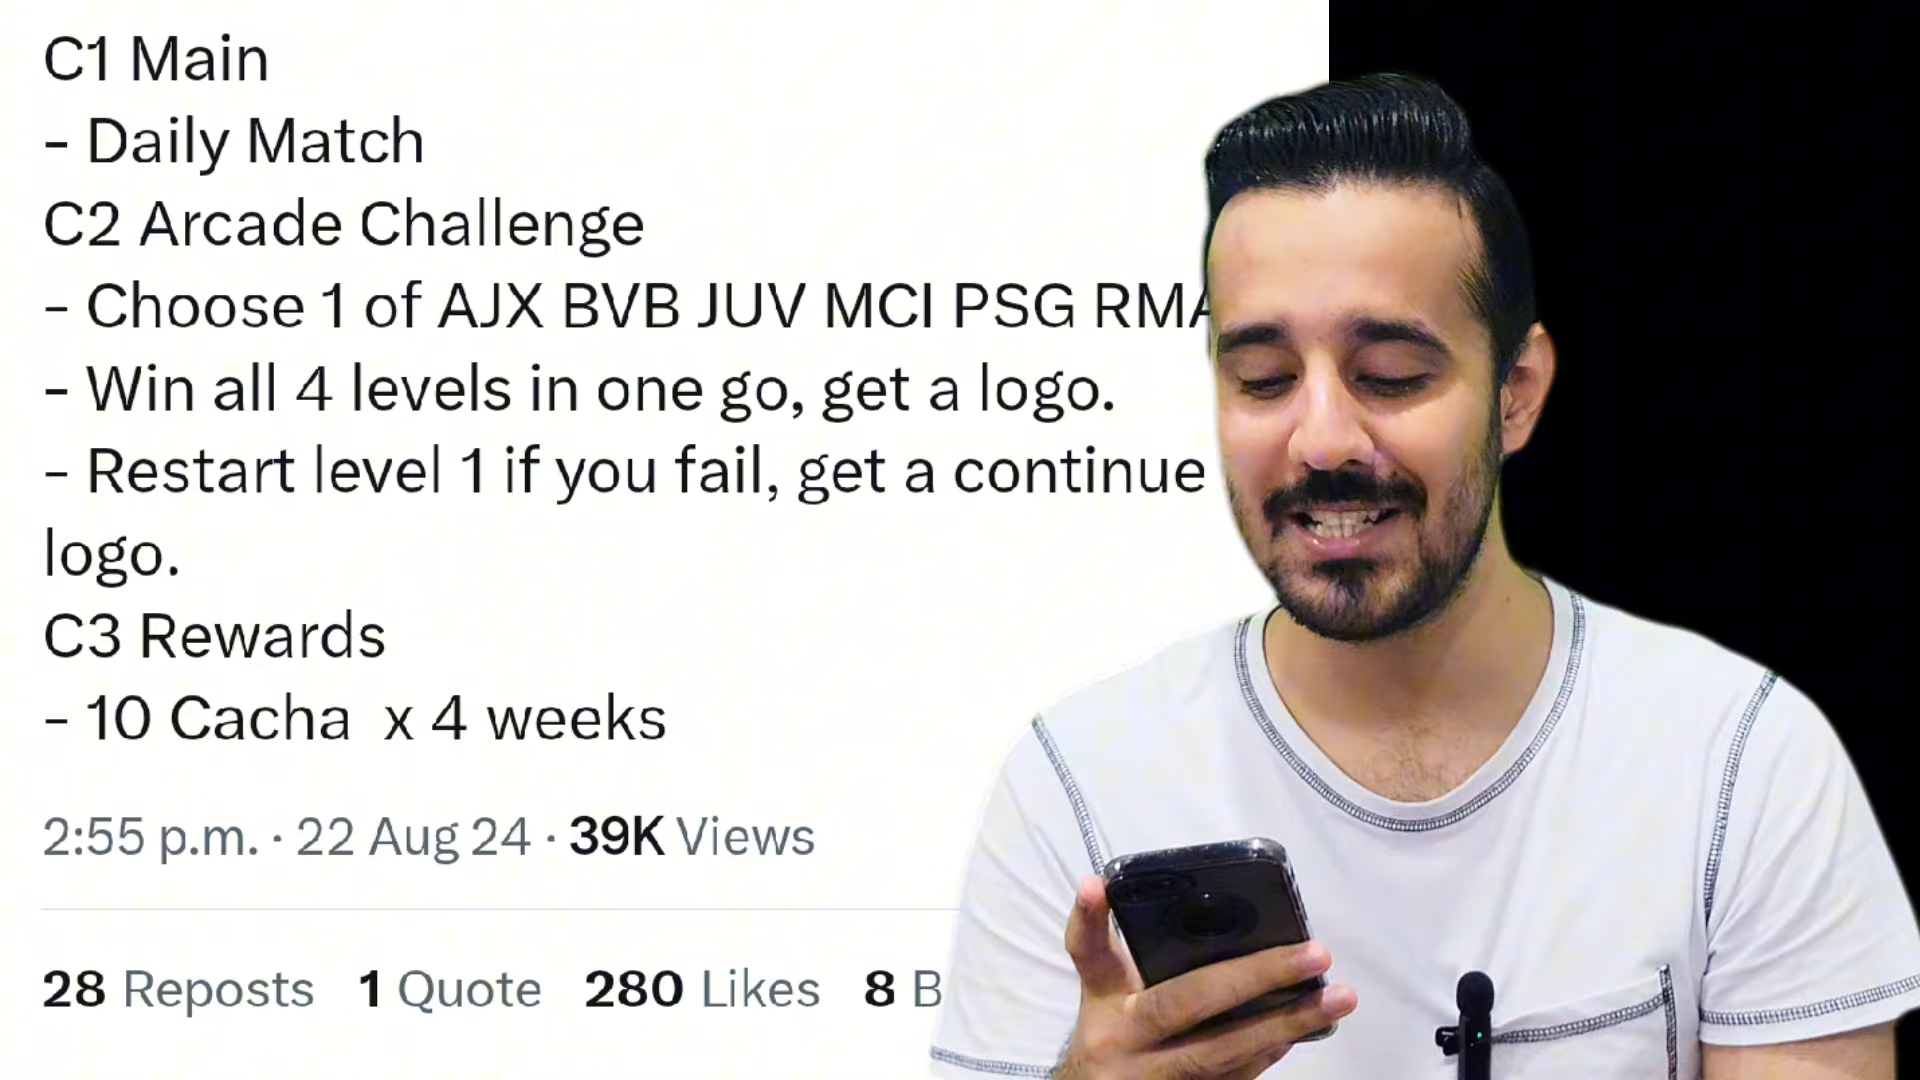 C1 Main
- Daily Match
C2 Arcade Challenge
- Choose 1 of AJX BVB JUV MCI PSG
- Win all 4 levels in one go, get a logo.
- Restart level 1 if you fail, get a continue
logo.
C3 Rewards
- 10 Cacha x 4 weeks
2:55 p.m. · 22 Aug 24 · 39K Views
28 Reposts 1 Quote 280 Likes 8